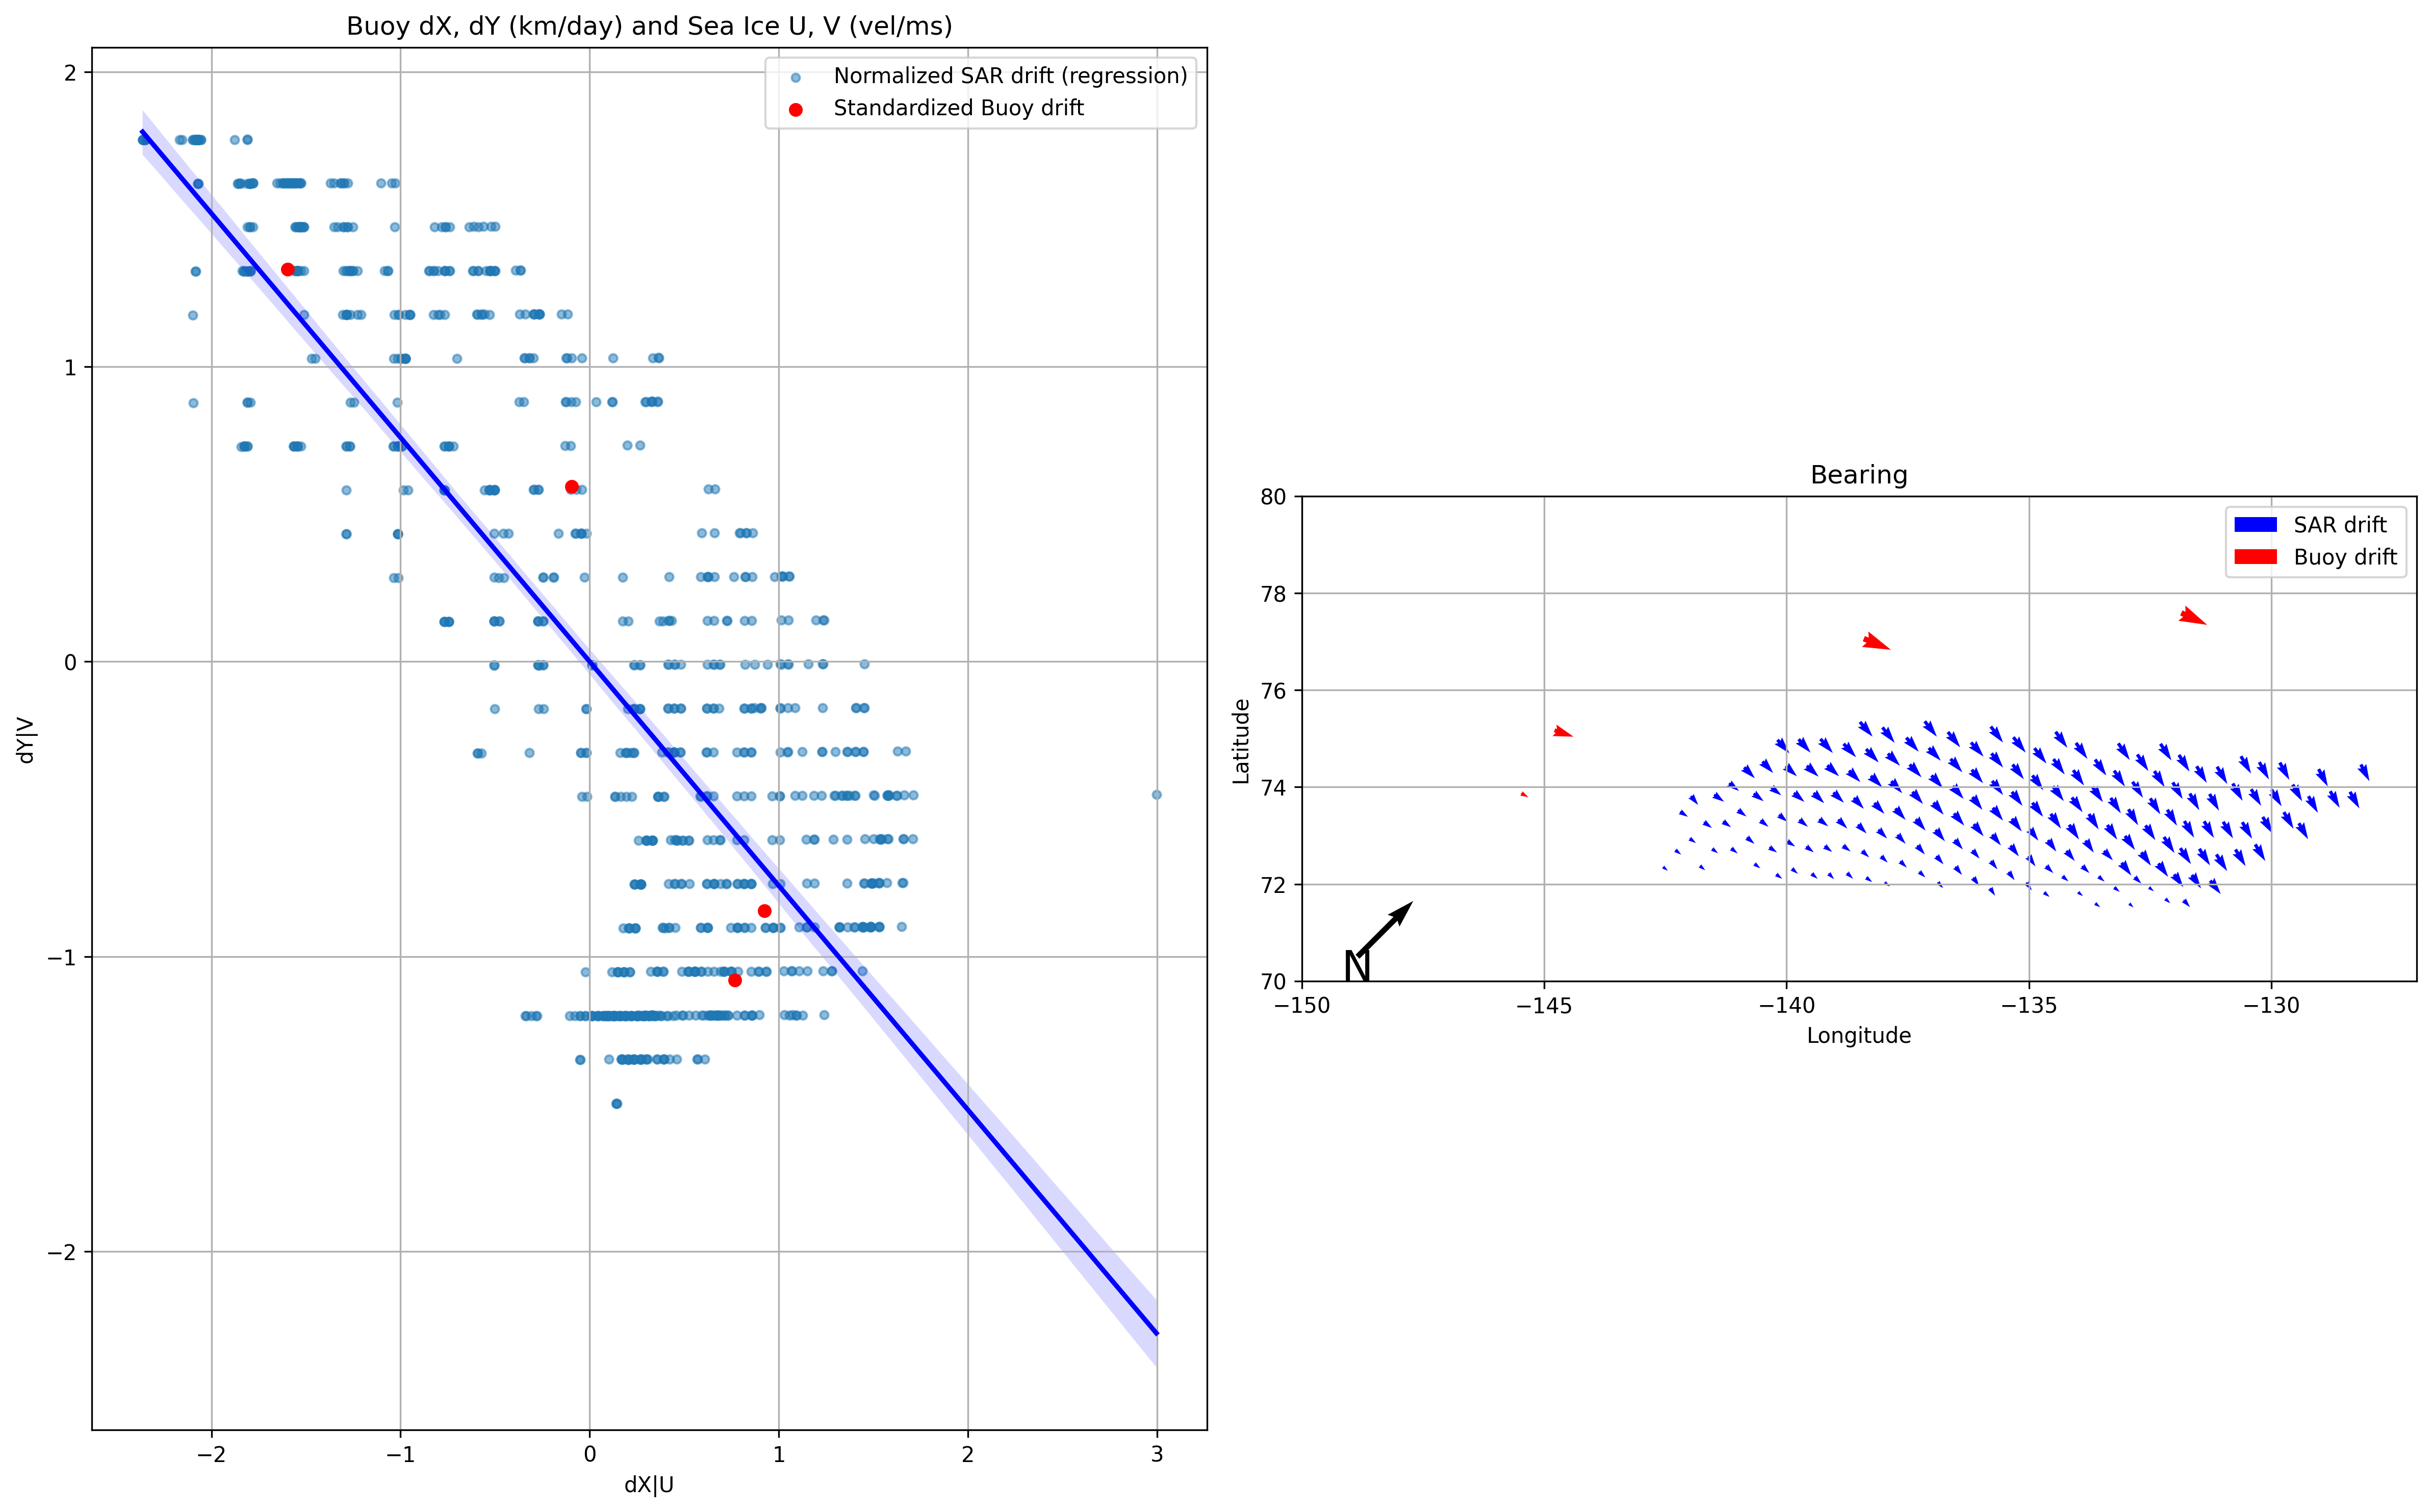 Buoy dX, dY (km/day) and Sea Ice U, V (vel/ms)
Normalized SAR drift (regression)
Standardized Buoy drift
2
1
0
−1
−2
dY|V
−2
−1
0
1
2
3
dX|U
Bearing
SAR drift
Buoy drift
80
78
76
74
72
70
Latitude
N
−150
−145
−140
−135
−130
Longitude